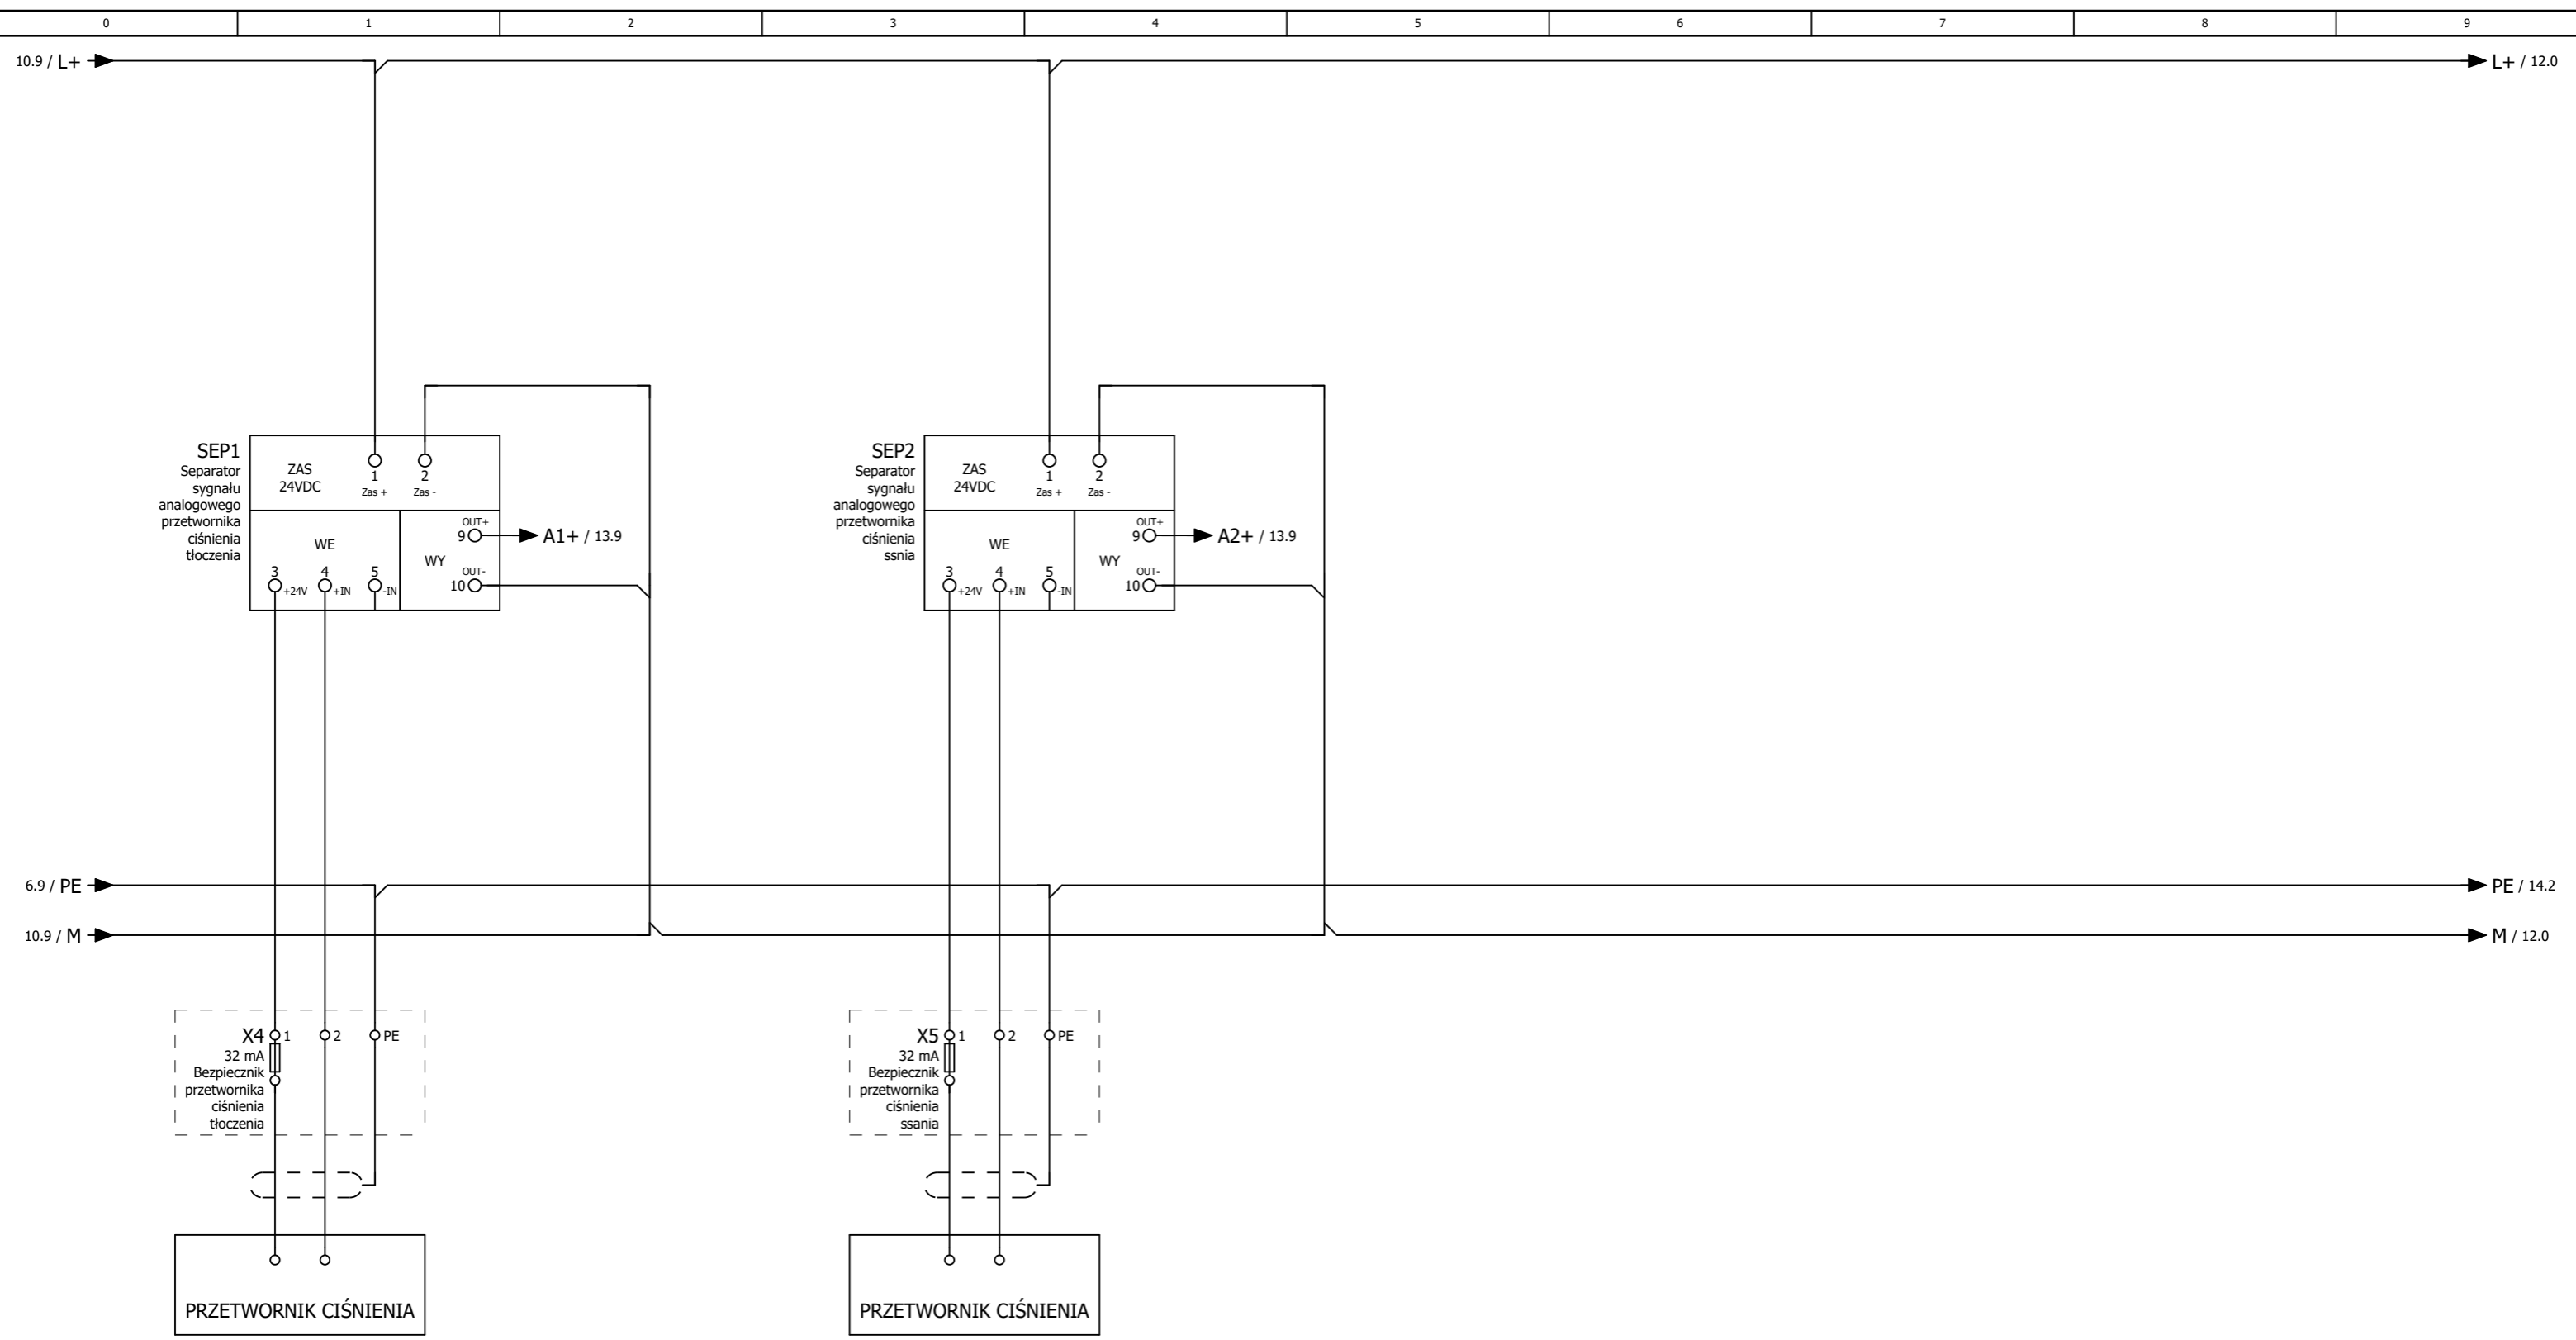 0 1 2 3 4 5 6 7 8 9
10.9 / L+
L+ / 12.0
SEP1
Separator
sygnału
analogowego
przetwornika
ciśnienia
tłoczenia
ZAS
24VDC
1
Zas +
2
Zas -
WE
3
+24V
4
+IN
5
-IN
WY
OUT+
9
OUT-
10
A1+ / 13.9
SEP2
Separator
sygnału
analogowego
przetwornika
ciśnienia
ssnia
ZAS
24VDC
1
Zas +
2
Zas -
WE
3
+24V
4
+IN
5
-IN
WY
OUT+
9
OUT-
10
A2+ / 13.9
6.9 / PE
PE / 14.2
10.9 / M
M / 12.0
X4
1
2
PE
32 mA
Bezpiecznik
przetwornika
ciśnienia
tłoczenia
X5
1
2
PE
32 mA
Bezpiecznik
przetwornika
ciśnienia
ssania
PRZETWORNIK CIŚNIENIA
PRZETWORNIK CIŚNIENIA